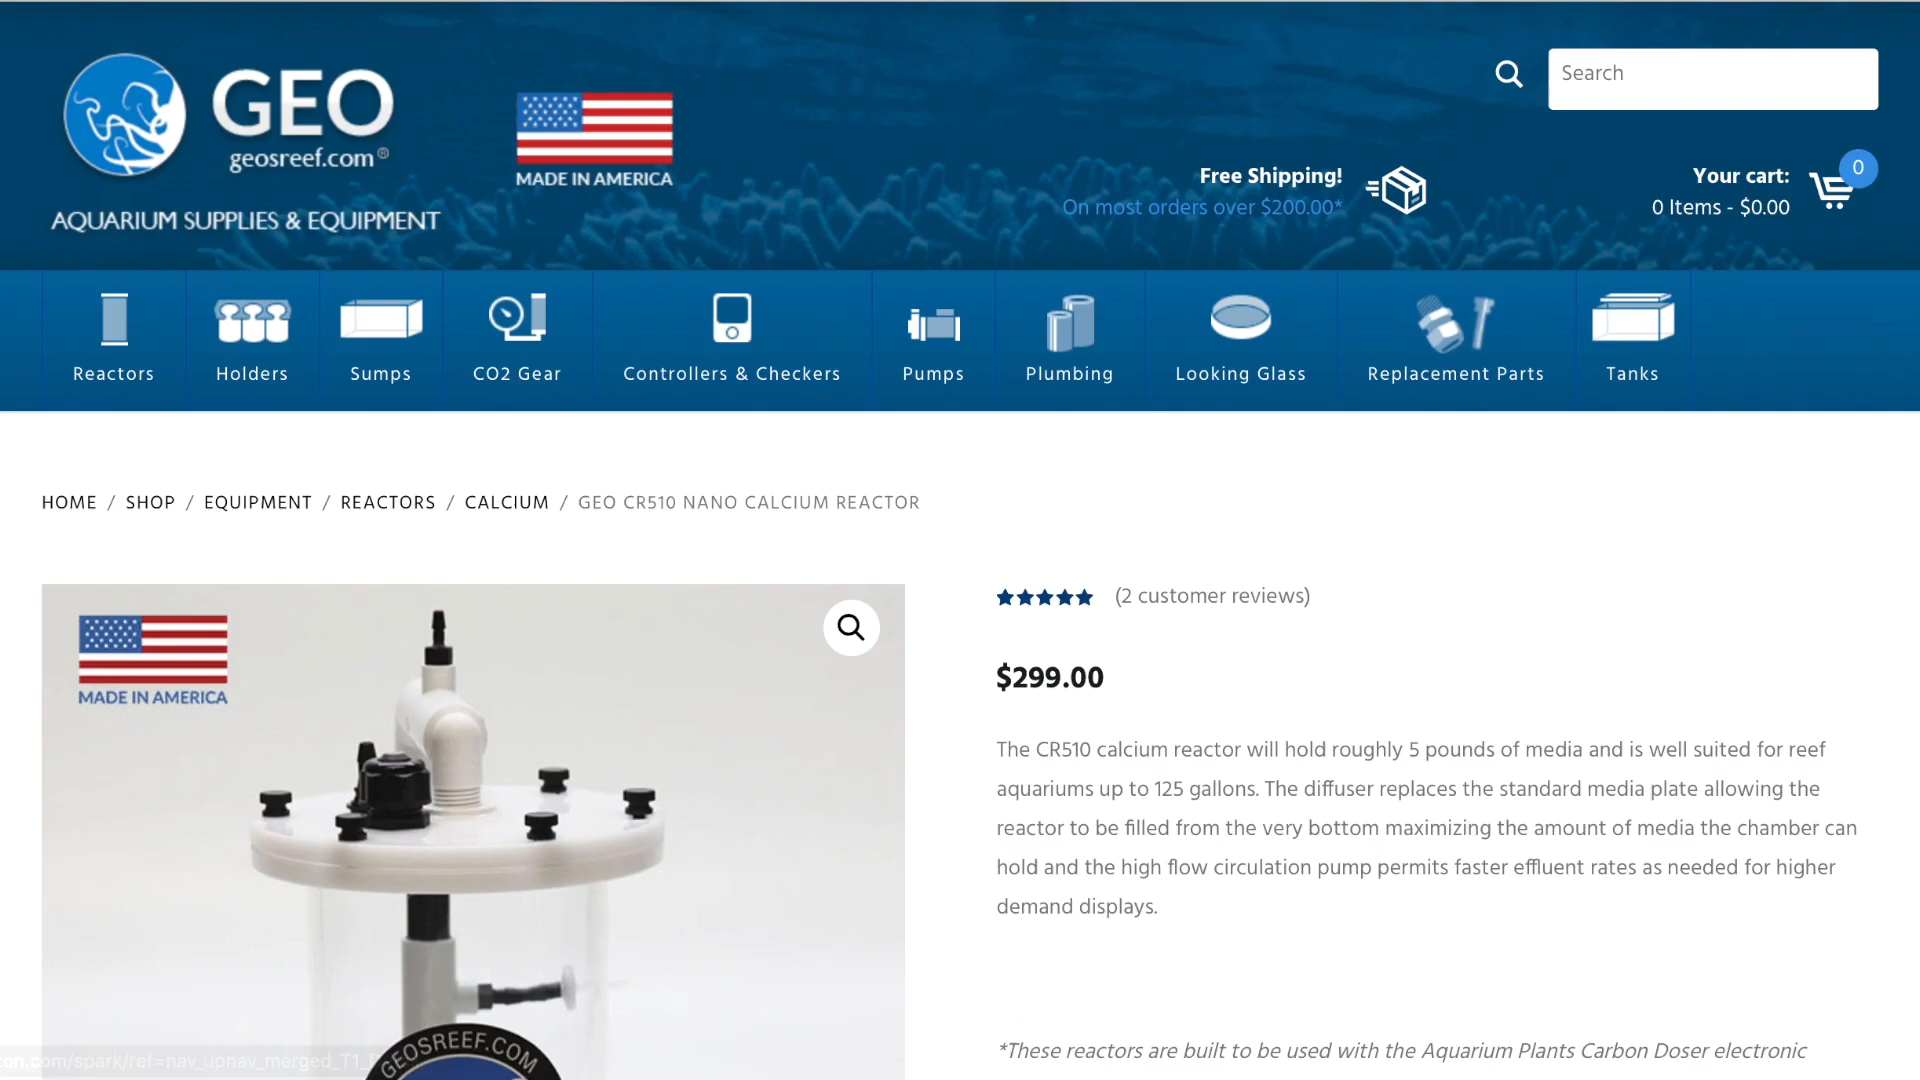 GEO
geosreef.com®
AQUARIUM SUPPLIES & EQUIPMENT
MADE IN AMERICA
Search
Free Shipping!
On most orders over $200.00*
Your cart:
0 Items - $0.00
0
Reactors
Holders
Sumps
CO2 Gear
Controllers & Checkers
Pumps
Plumbing
Looking Glass
Replacement Parts
Tanks
HOME / SHOP / EQUIPMENT / REACTORS / CALCIUM / GEO CR510 NANO CALCIUM REACTOR
MADE IN AMERICA
GEOSREEF.COM
(2 customer reviews)
$299.00
The CR510 calcium reactor will hold roughly 5 pounds of media and is well suited for reef
aquariums up to 125 gallons. The diffuser replaces the standard media plate allowing the
reactor to be filled from the very bottom maximizing the amount of media the chamber can
hold and the high flow circulation pump permits faster effluent rates as needed for higher
demand displays.
*These reactors are built to be used with the Aquarium Plants Carbon Doser electronic
on.com/spark/ref=nav_upnav_merged_T1_